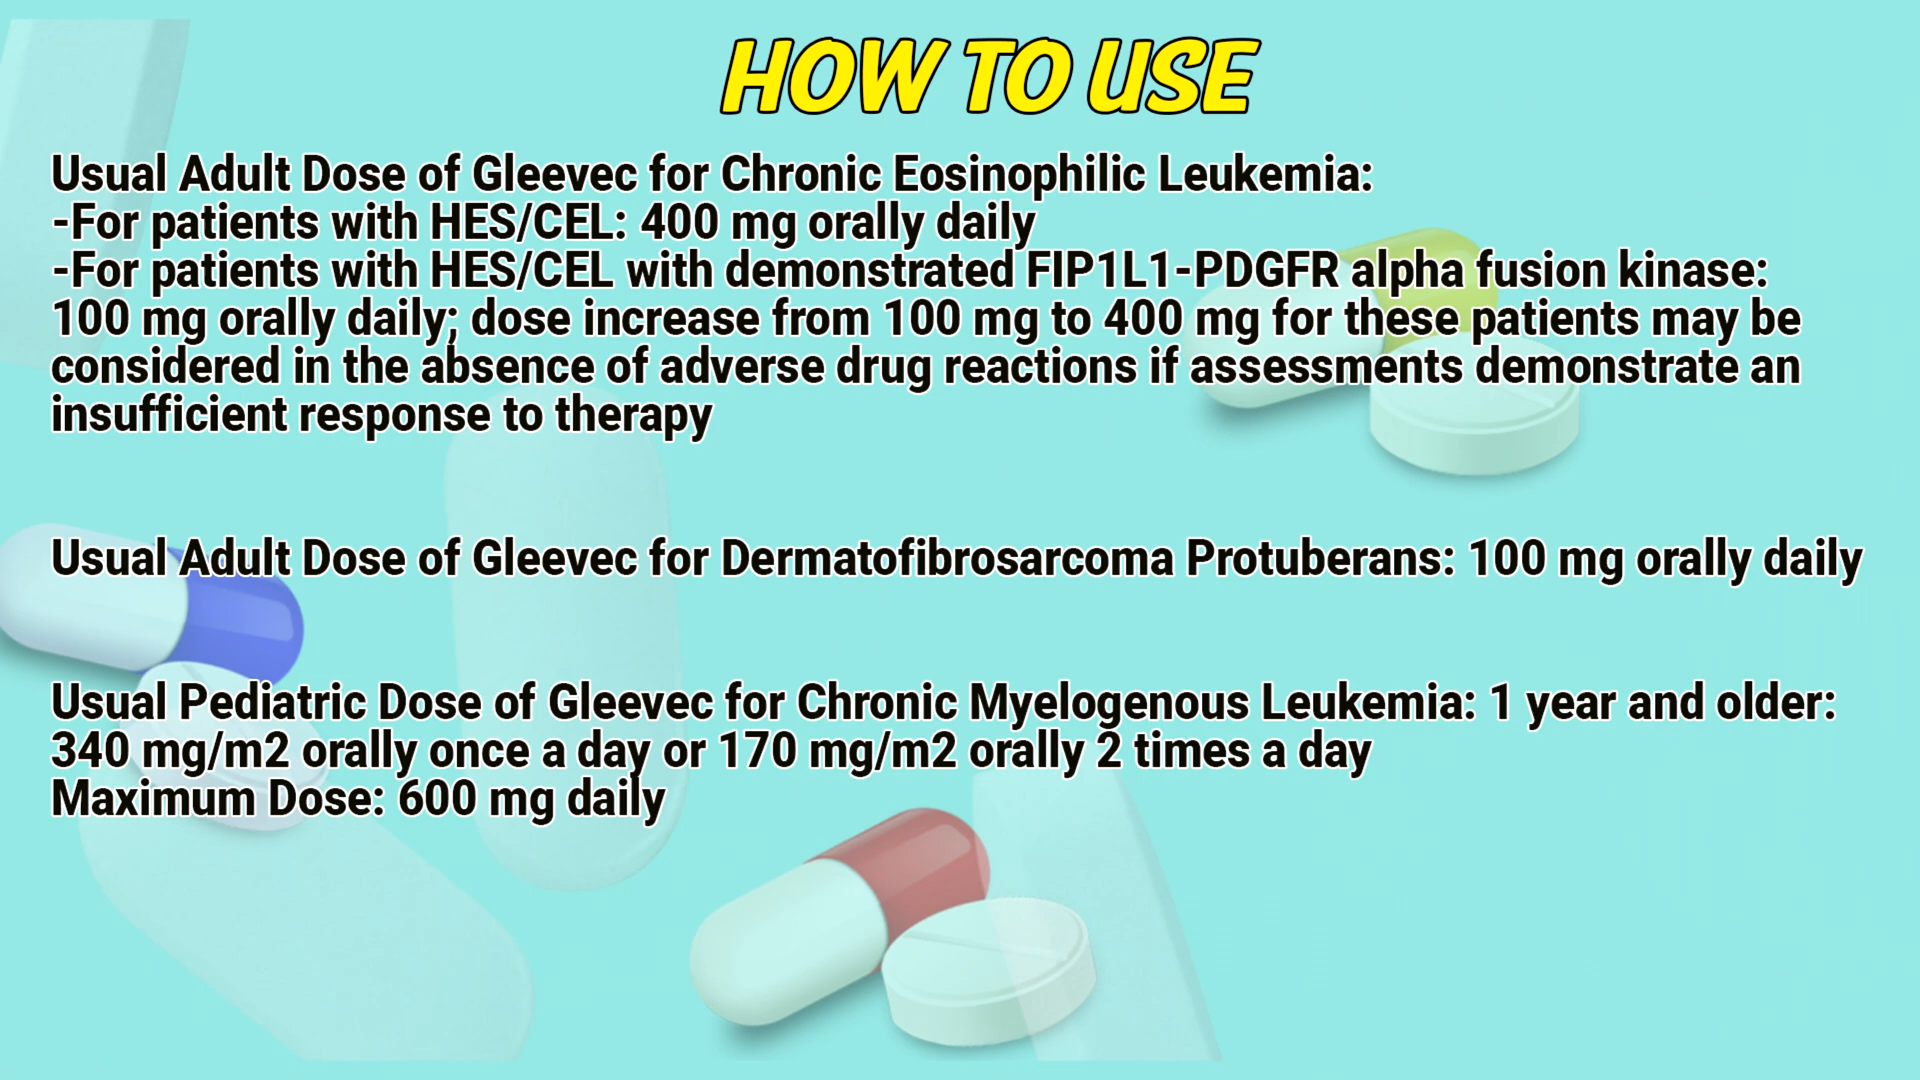 HOW TO USE
Usual Adult Dose of Gleevec for Chronic Eosinophilic Leukemia:
-For patients with HES/CEL: 400 mg orally daily
-For patients with HES/CEL with demonstrated FIP1L1-PDGFR alpha fusion kinase:
100 mg orally daily; dose increase from 100 mg to 400 mg for these patients may be
considered in the absence of adverse drug reactions if assessments demonstrate an
insufficient response to therapy
Usual Adult Dose of Gleevec for Dermatofibrosarcoma Protuberans: 100 mg orally daily
Usual Pediatric Dose of Gleevec for Chronic Myelogenous Leukemia: 1 year and older:
340 mg/m2 orally once a day or 170 mg/m2 orally 2 times a day
Maximum Dose: 600 mg daily